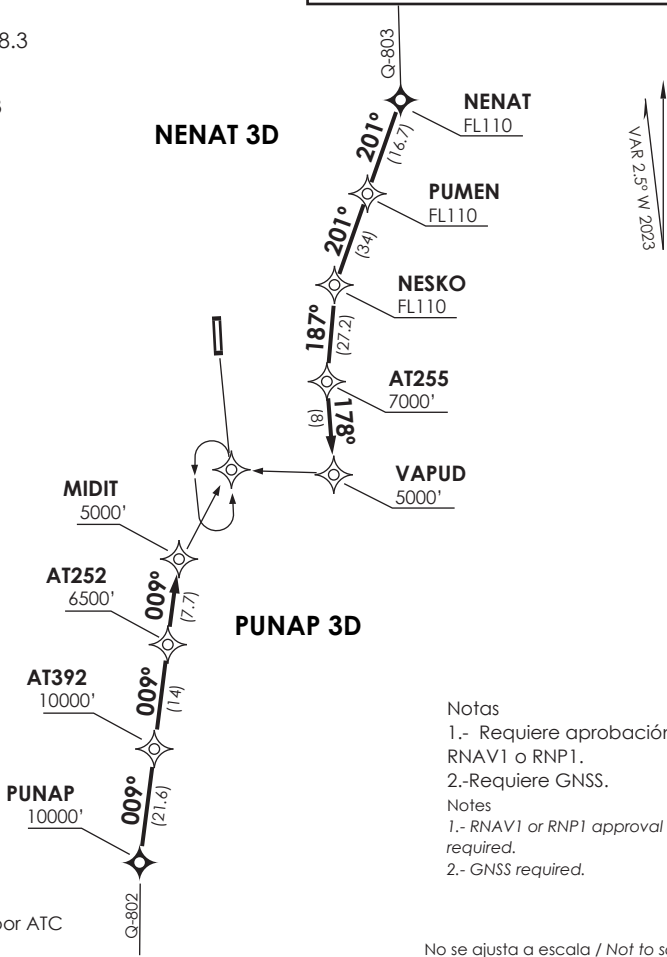 8.3
Q-803
NENAT 3D
NENAT
FL110
201°
(16.7)
VAR 2.5° W 2023
PUMEN
FL110
201°
(34)
NESKO
FL110
187°
(27.2)
AT255
7000'
178°
(8)
VAPUD
5000'
MIDIT
5000'
AT252
6500'
009°
(7.7)
PUNAP 3D
AT392
10000'
009°
(14)
PUNAP
10000'
009°
(21.6)
Q-802
Notas
1.- Requiere aprobación
RNAV1 o RNP1.
2.-Requiere GNSS.
Notes
1.- RNAV1 or RNP1 approval
required.
2.- GNSS required.
por ATC
No se ajusta a escala / Not to